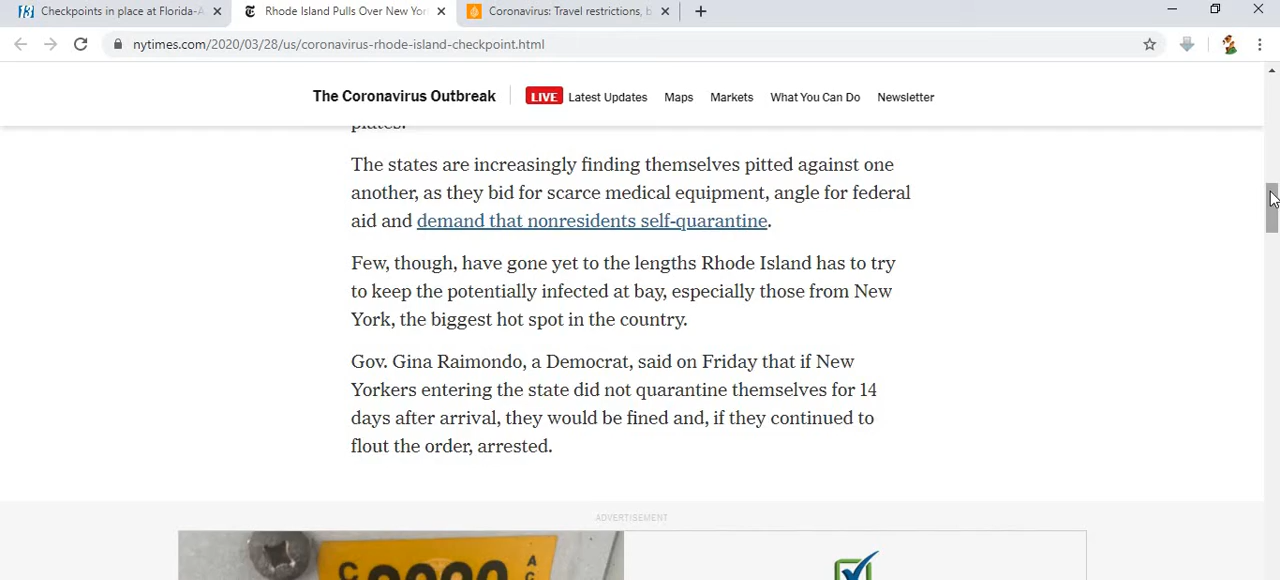 Checkpoints in place at Florida-A
Rhode Island Pulls Over New Yor
Coronavirus: Travel restrictions, b
nytimes.com/2020/03/28/us/coronavirus-rhode-island-checkpoint.html
The Coronavirus Outbreak
LIVE Latest Updates Maps Markets What You Can Do Newsletter
plates.
The states are increasingly finding themselves pitted against one
another, as they bid for scarce medical equipment, angle for federal
aid and demand that nonresidents self-quarantine.
Few, though, have gone yet to the lengths Rhode Island has to try
to keep the potentially infected at bay, especially those from New
York, the biggest hot spot in the country.
Gov. Gina Raimondo, a Democrat, said on Friday that if New
Yorkers entering the state did not quarantine themselves for 14
days after arrival, they would be fined and, if they continued to
flout the order, arrested.
ADVERTISEMENT